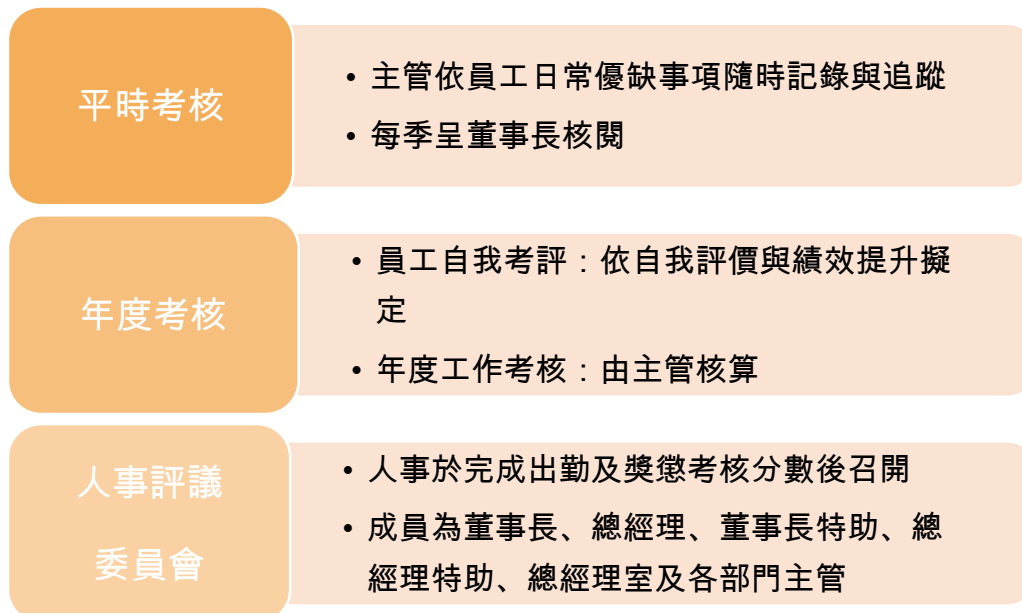 平時考核
• 主管依員工日常優缺事項隨時記錄與追蹤
• 每季呈董事長核閱
年度考核
• 員工自我考評：依自我評價與績效提升擬
定
• 年度工作考核：由主管核算
人事評議
委員會
• 人事於完成出勤及獎懲考核分數後召開
• 成員為董事長、總經理、董事長特助、總
經理特助、總經理室及各部門主管